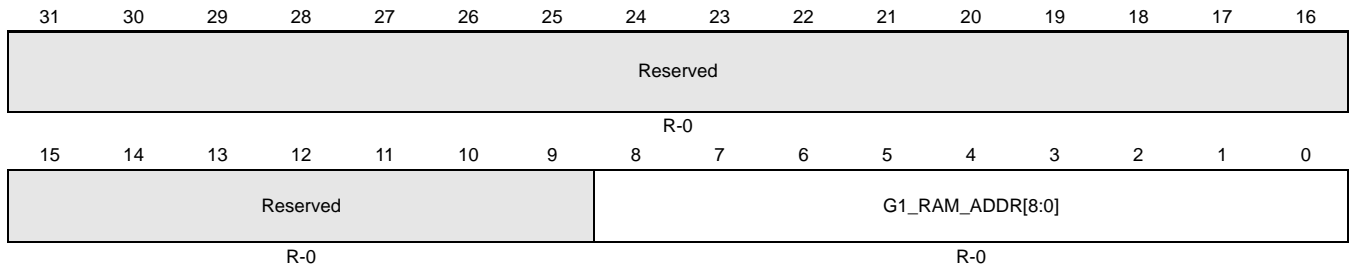 31 30 29 28 27 26 25 24 23 22 21 20 19 18 17 16
Reserved
R-0
15 14 13 12 11 10 9 8 7 6 5 4 3 2 1 0
Reserved G1_RAM_ADDR[8:0]
R-0 R-0